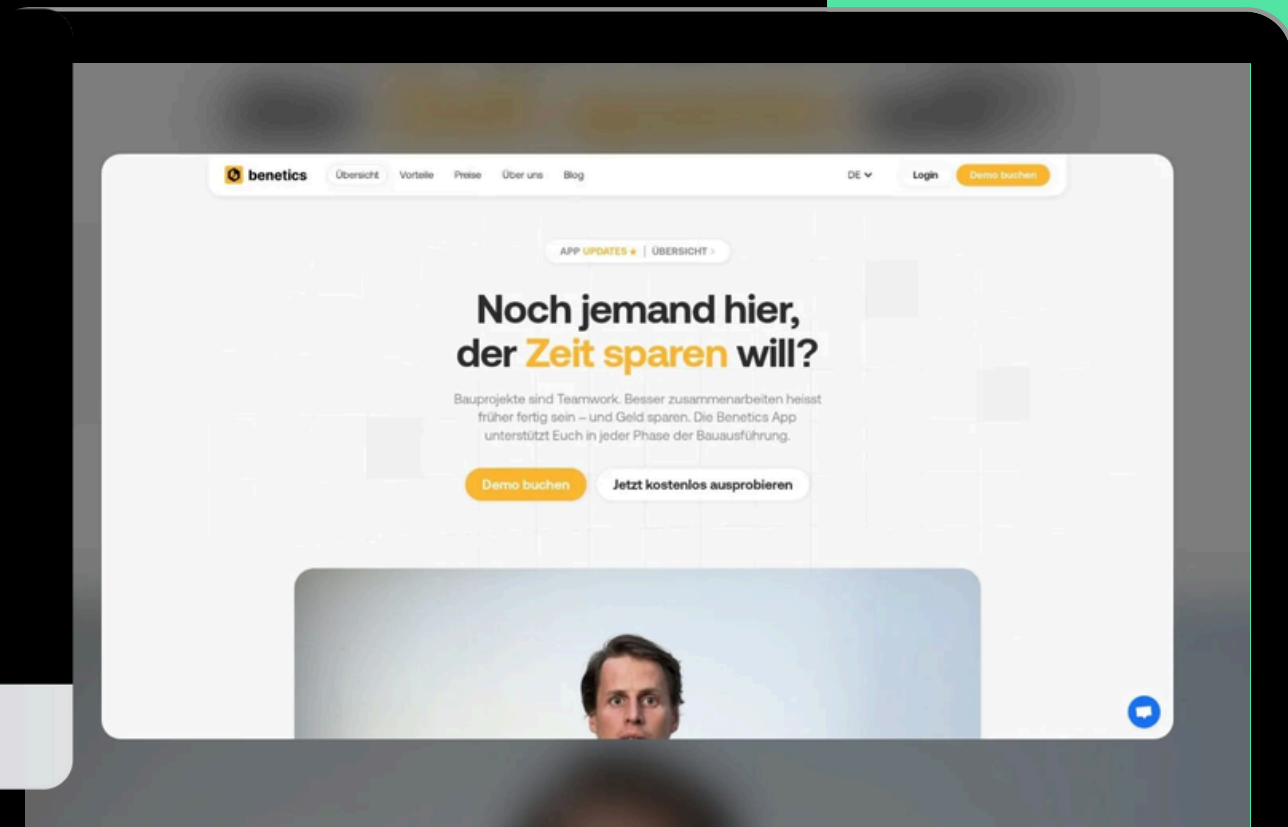 benetics
Übersicht
Vorteile
Preise
Über uns
Blog
DE
Login
Demo buchen
APP UPDATES ★ | ÜBERSICHT ›
Noch jemand hier,
der Zeit sparen will?
Bauprojekte sind Teamwork. Besser zusammenarbeiten heisst
früher fertig sein – und Geld sparen. Die Benetics App
unterstützt Euch in jeder Phase der Bauausführung.
Demo buchen
Jetzt kostenlos ausprobieren